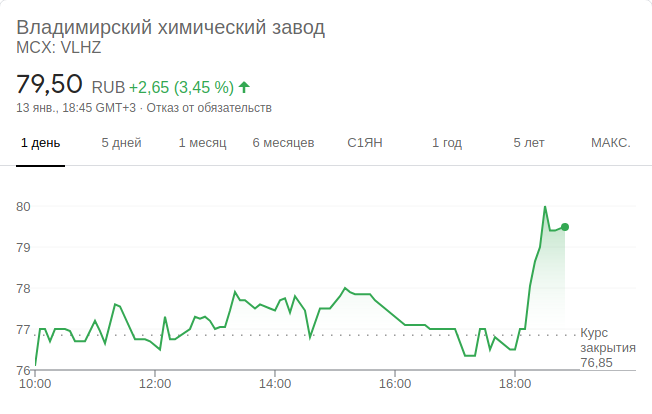 Владимирский химический завод
MCX: VLHZ
79,50 RUB +2,65 (3,45 %)
13 янв., 18:45 GMT+3 · Отказ от обязательств
1 день 5 дней 1 месяц 6 месяцев С1ЯН 1 год 5 лет МАКС.
80
79
78
77
76
Курс
закрытия
76,85
10:00 12:00 14:00 16:00 18:00